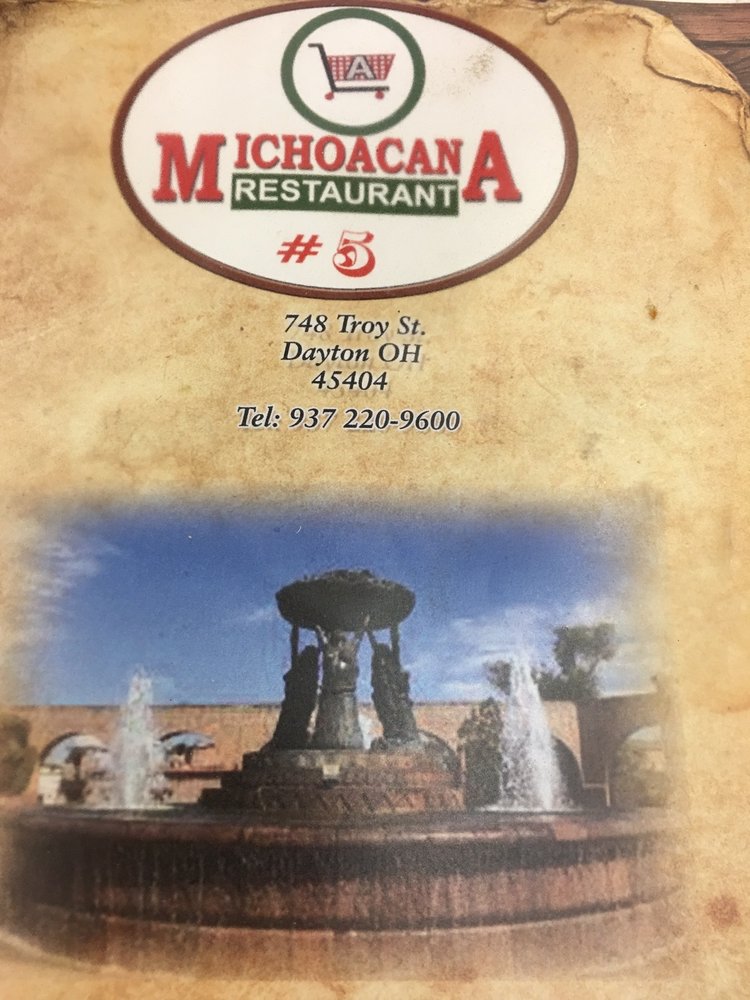 A
MICHOACANA
RESTAURANT
# 5
748 Troy St.
Dayton OH
45404
Tel: 937 220-9600